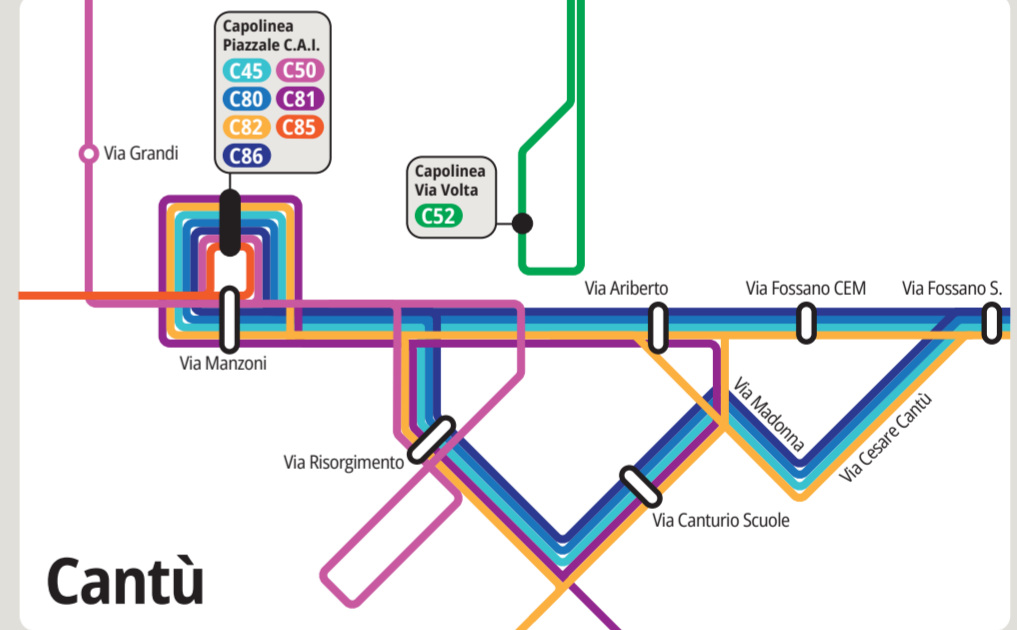 Capolinea
Piazzale C.A.I.
C45 C50
C80 C81
C82 C85
C86
Via Grandi
Capolinea
Via Volta
C52
Via Ariberto
Via Fossano CEM
Via Fossano S.
Via Manzoni
Via Madonna
Via Cesare Cantù
Via Risorgimento
Via Canturio Scuole
Cantù